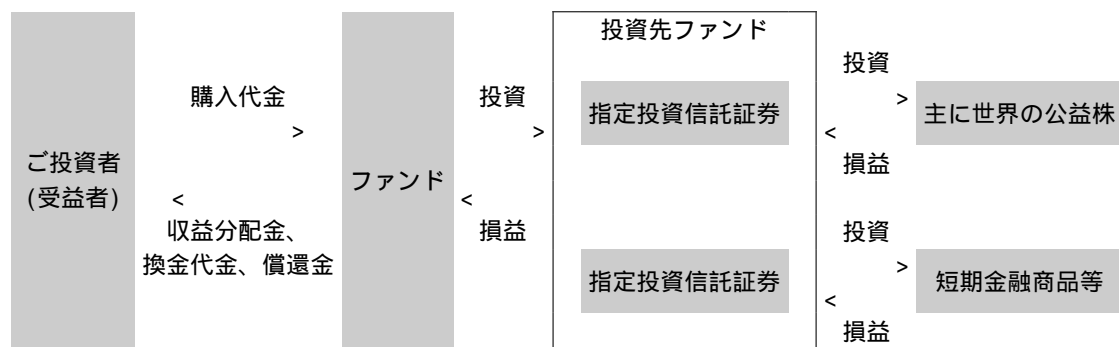 投資先ファンド
ご投資者
(受益者)
購入代金
>
<
収益分配金、
換金代金、償還金
ファンド
投資
>
<
損益
指定投資信託証券
指定投資信託証券
投資
>
<
損益
主に世界の公益株
投資
>
<
損益
短期金融商品等